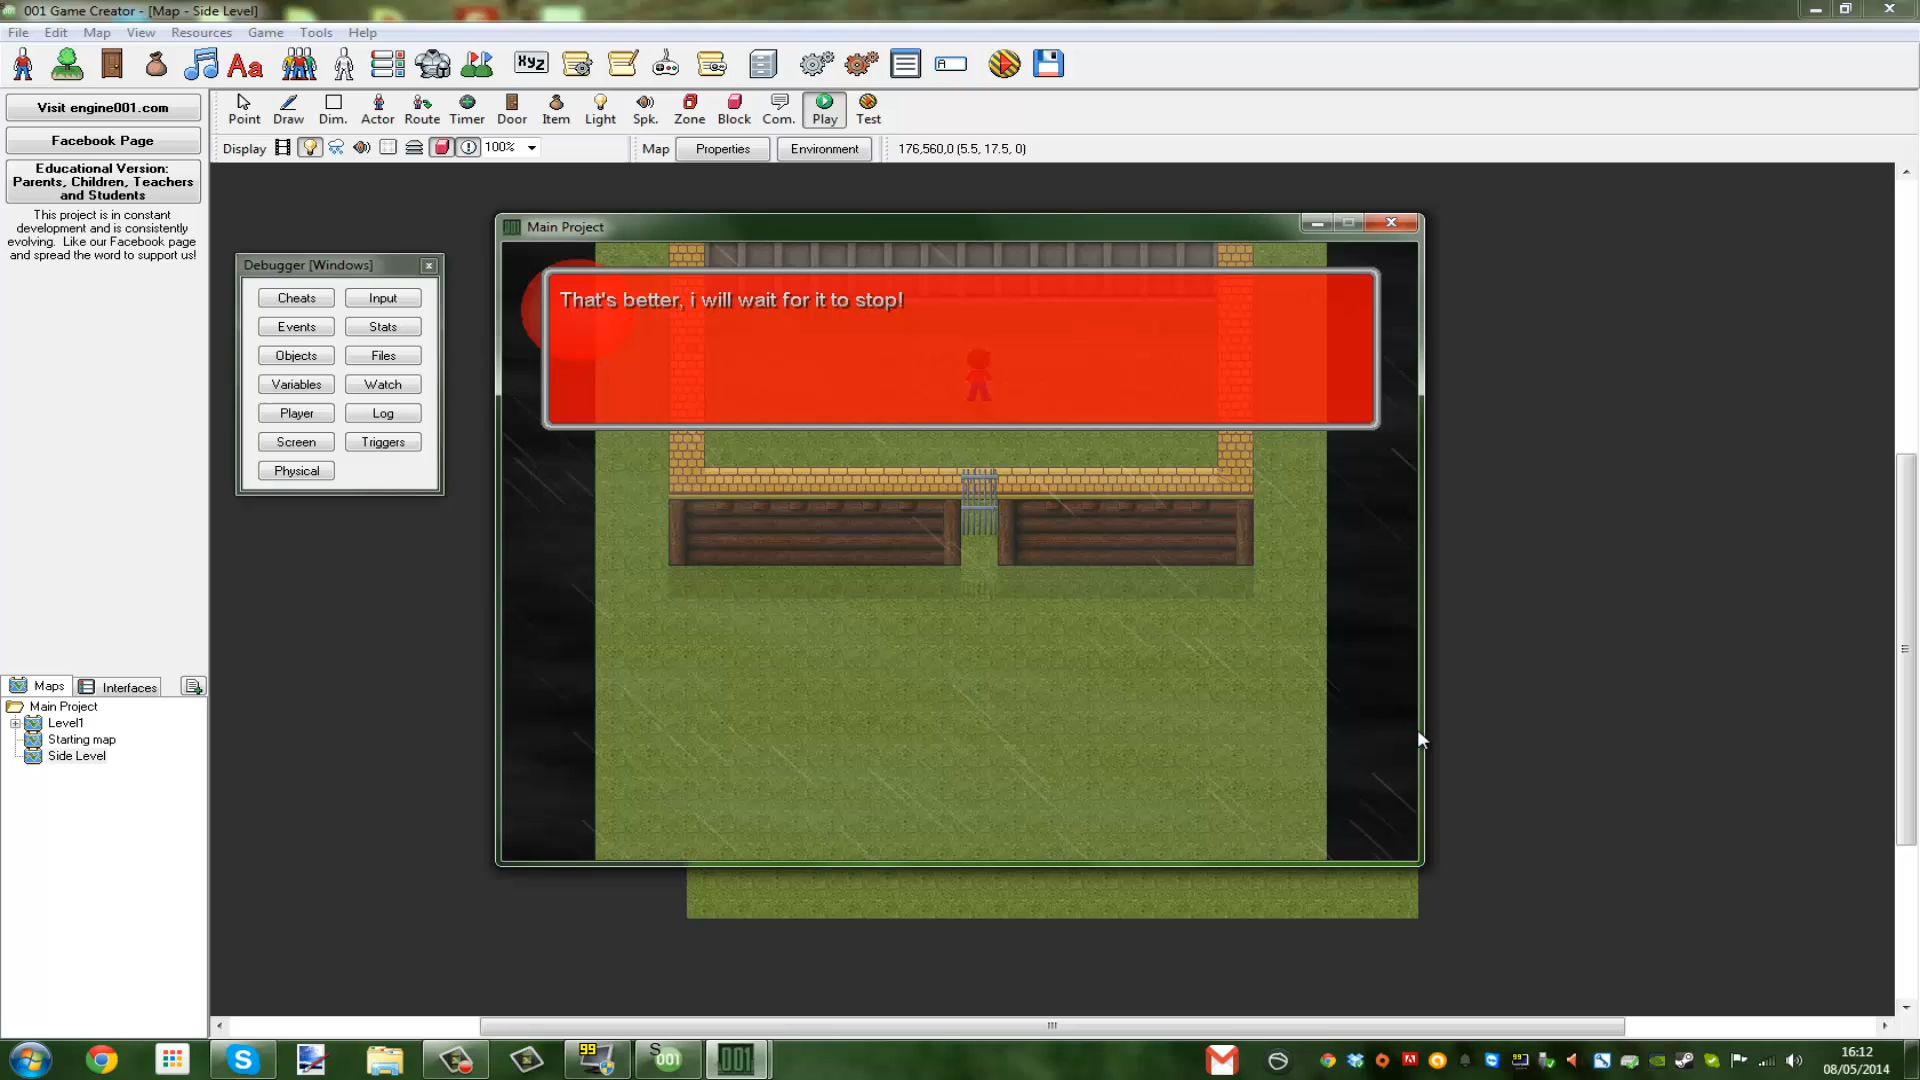 001 Game Creator - [Map - Side Level]
File Edit Map View Resources Game Tools Help
Aa
XyZ
A
Visit engine001.com
Facebook Page
Educational Version:
Parents, Children, Teachers
and Students
This project is in constant
development and is consistently
evolving. Like our Facebook page
and spread the word to support us!
Point Draw Dim. Actor Route Timer Door Item Light Spk. Zone Block Com. Play Test
Display 100% Map Properties Environment 176,560,0 (5.5, 17.5, 0)
Debugger [Windows]
Cheats Input
Events Stats
Objects Files
Variables Watch
Player Log
Screen Triggers
Physical
001 Main Project
That's better, i will wait for it to stop!
Maps Interfaces
Main Project
Level1
Starting map
Side Level
99
S 001
001
16:12
08/05/2014